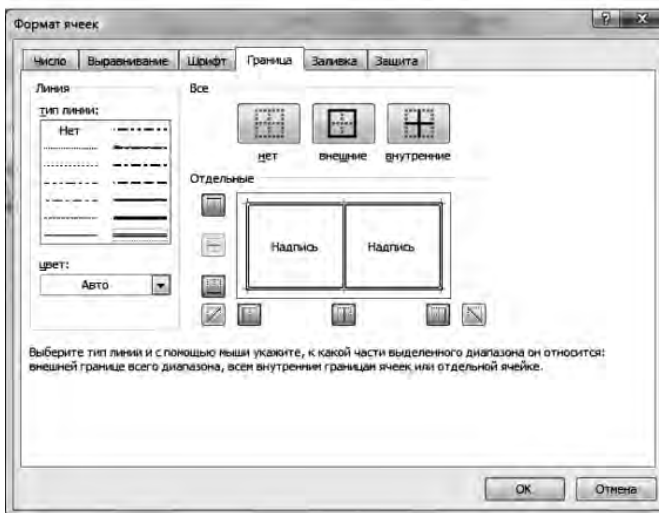 Формат ячеек
Число Выравнивание Шрифт Граница Заливка Защита
Линия
тип линии:
Нет
цвет:
Авто
Все
нет внешние внутренние
Отдельные
Надпись Надпись
Выберите тип линии и с помощью мыши укажите, к какой части выделенного диапазона он относится:
внешней границе всего диапазона, всем внутренним границам ячеек или отдельной ячейке.
ОК Отмена